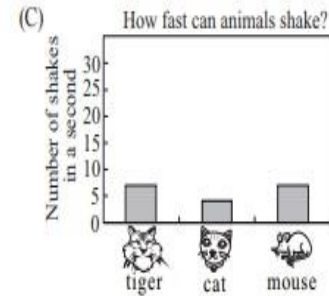 (C)
How fast can animals shake?
Number of shakes
in a second
30
25
20
15
10
5
0
tiger
cat
mouse